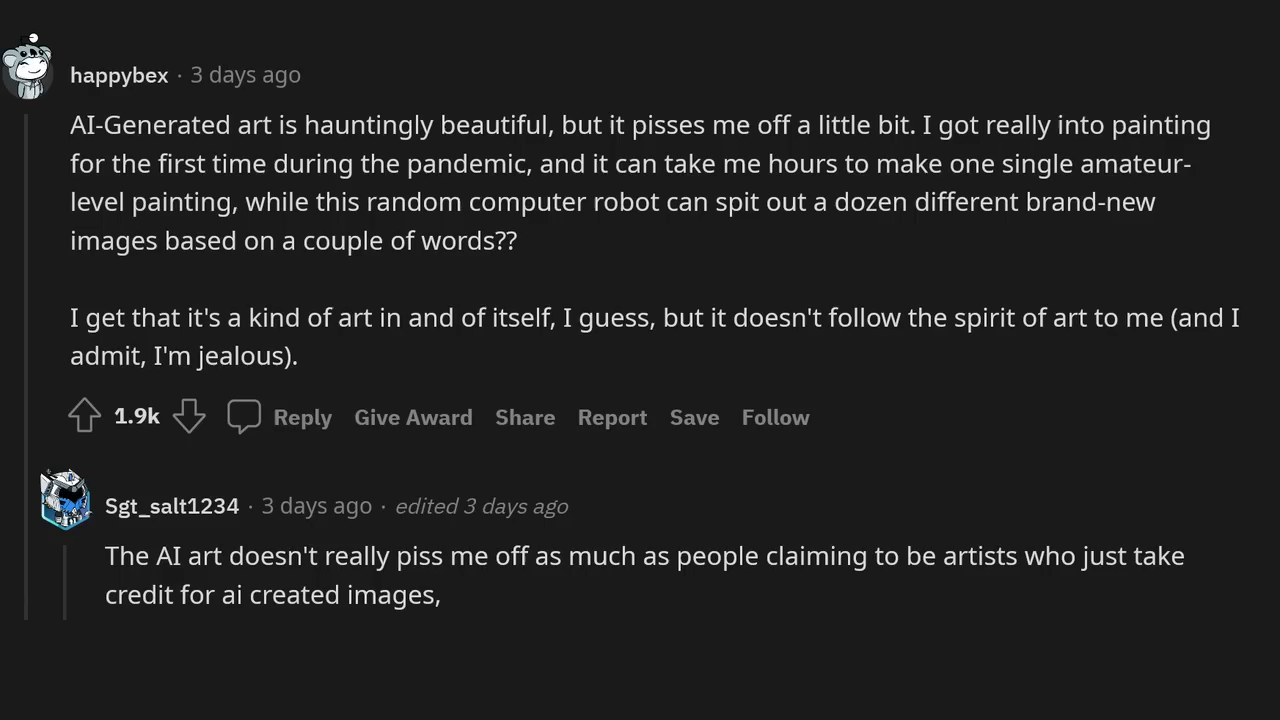 happybex · 3 days ago
AI-Generated art is hauntingly beautiful, but it pisses me off a little bit. I got really into painting
for the first time during the pandemic, and it can take me hours to make one single amateur-
level painting, while this random computer robot can spit out a dozen different brand-new
images based on a couple of words??
I get that it's a kind of art in and of itself, I guess, but it doesn't follow the spirit of art to me (and I
admit, I'm jealous).
1.9k Reply Give Award Share Report Save Follow
Sgt_salt1234 · 3 days ago · edited 3 days ago
The AI art doesn't really piss me off as much as people claiming to be artists who just take
credit for ai created images,